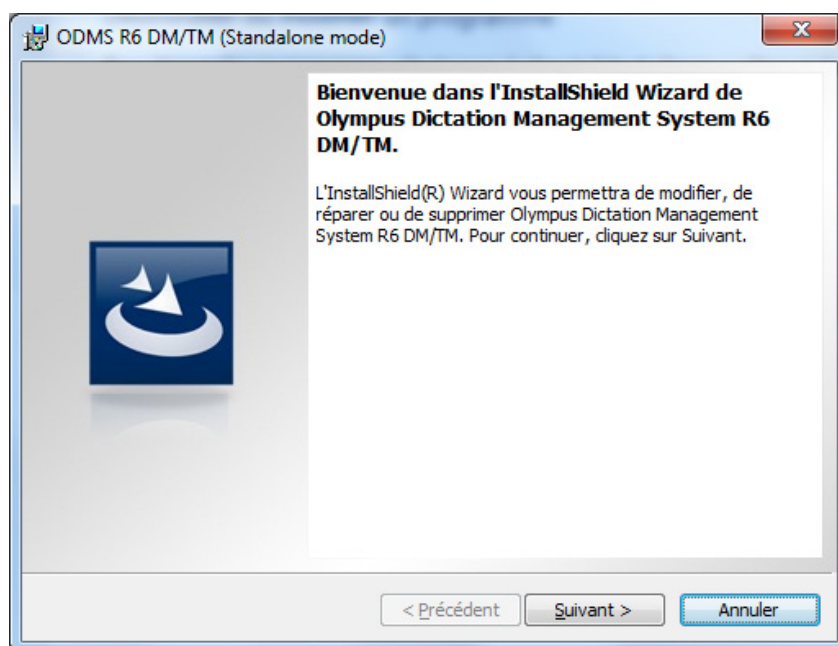 ODMS R6 DM/TM (Standalone mode)
Bienvenue dans l'InstallShield Wizard de
Olympus Dictation Management System R6
DM/TM.
L'InstallShield(R) Wizard vous permettra de modifier, de
réparer ou de supprimer Olympus Dictation Management
System R6 DM/TM. Pour continuer, cliquez sur Suivant.
< Précédent Suivant > Annuler